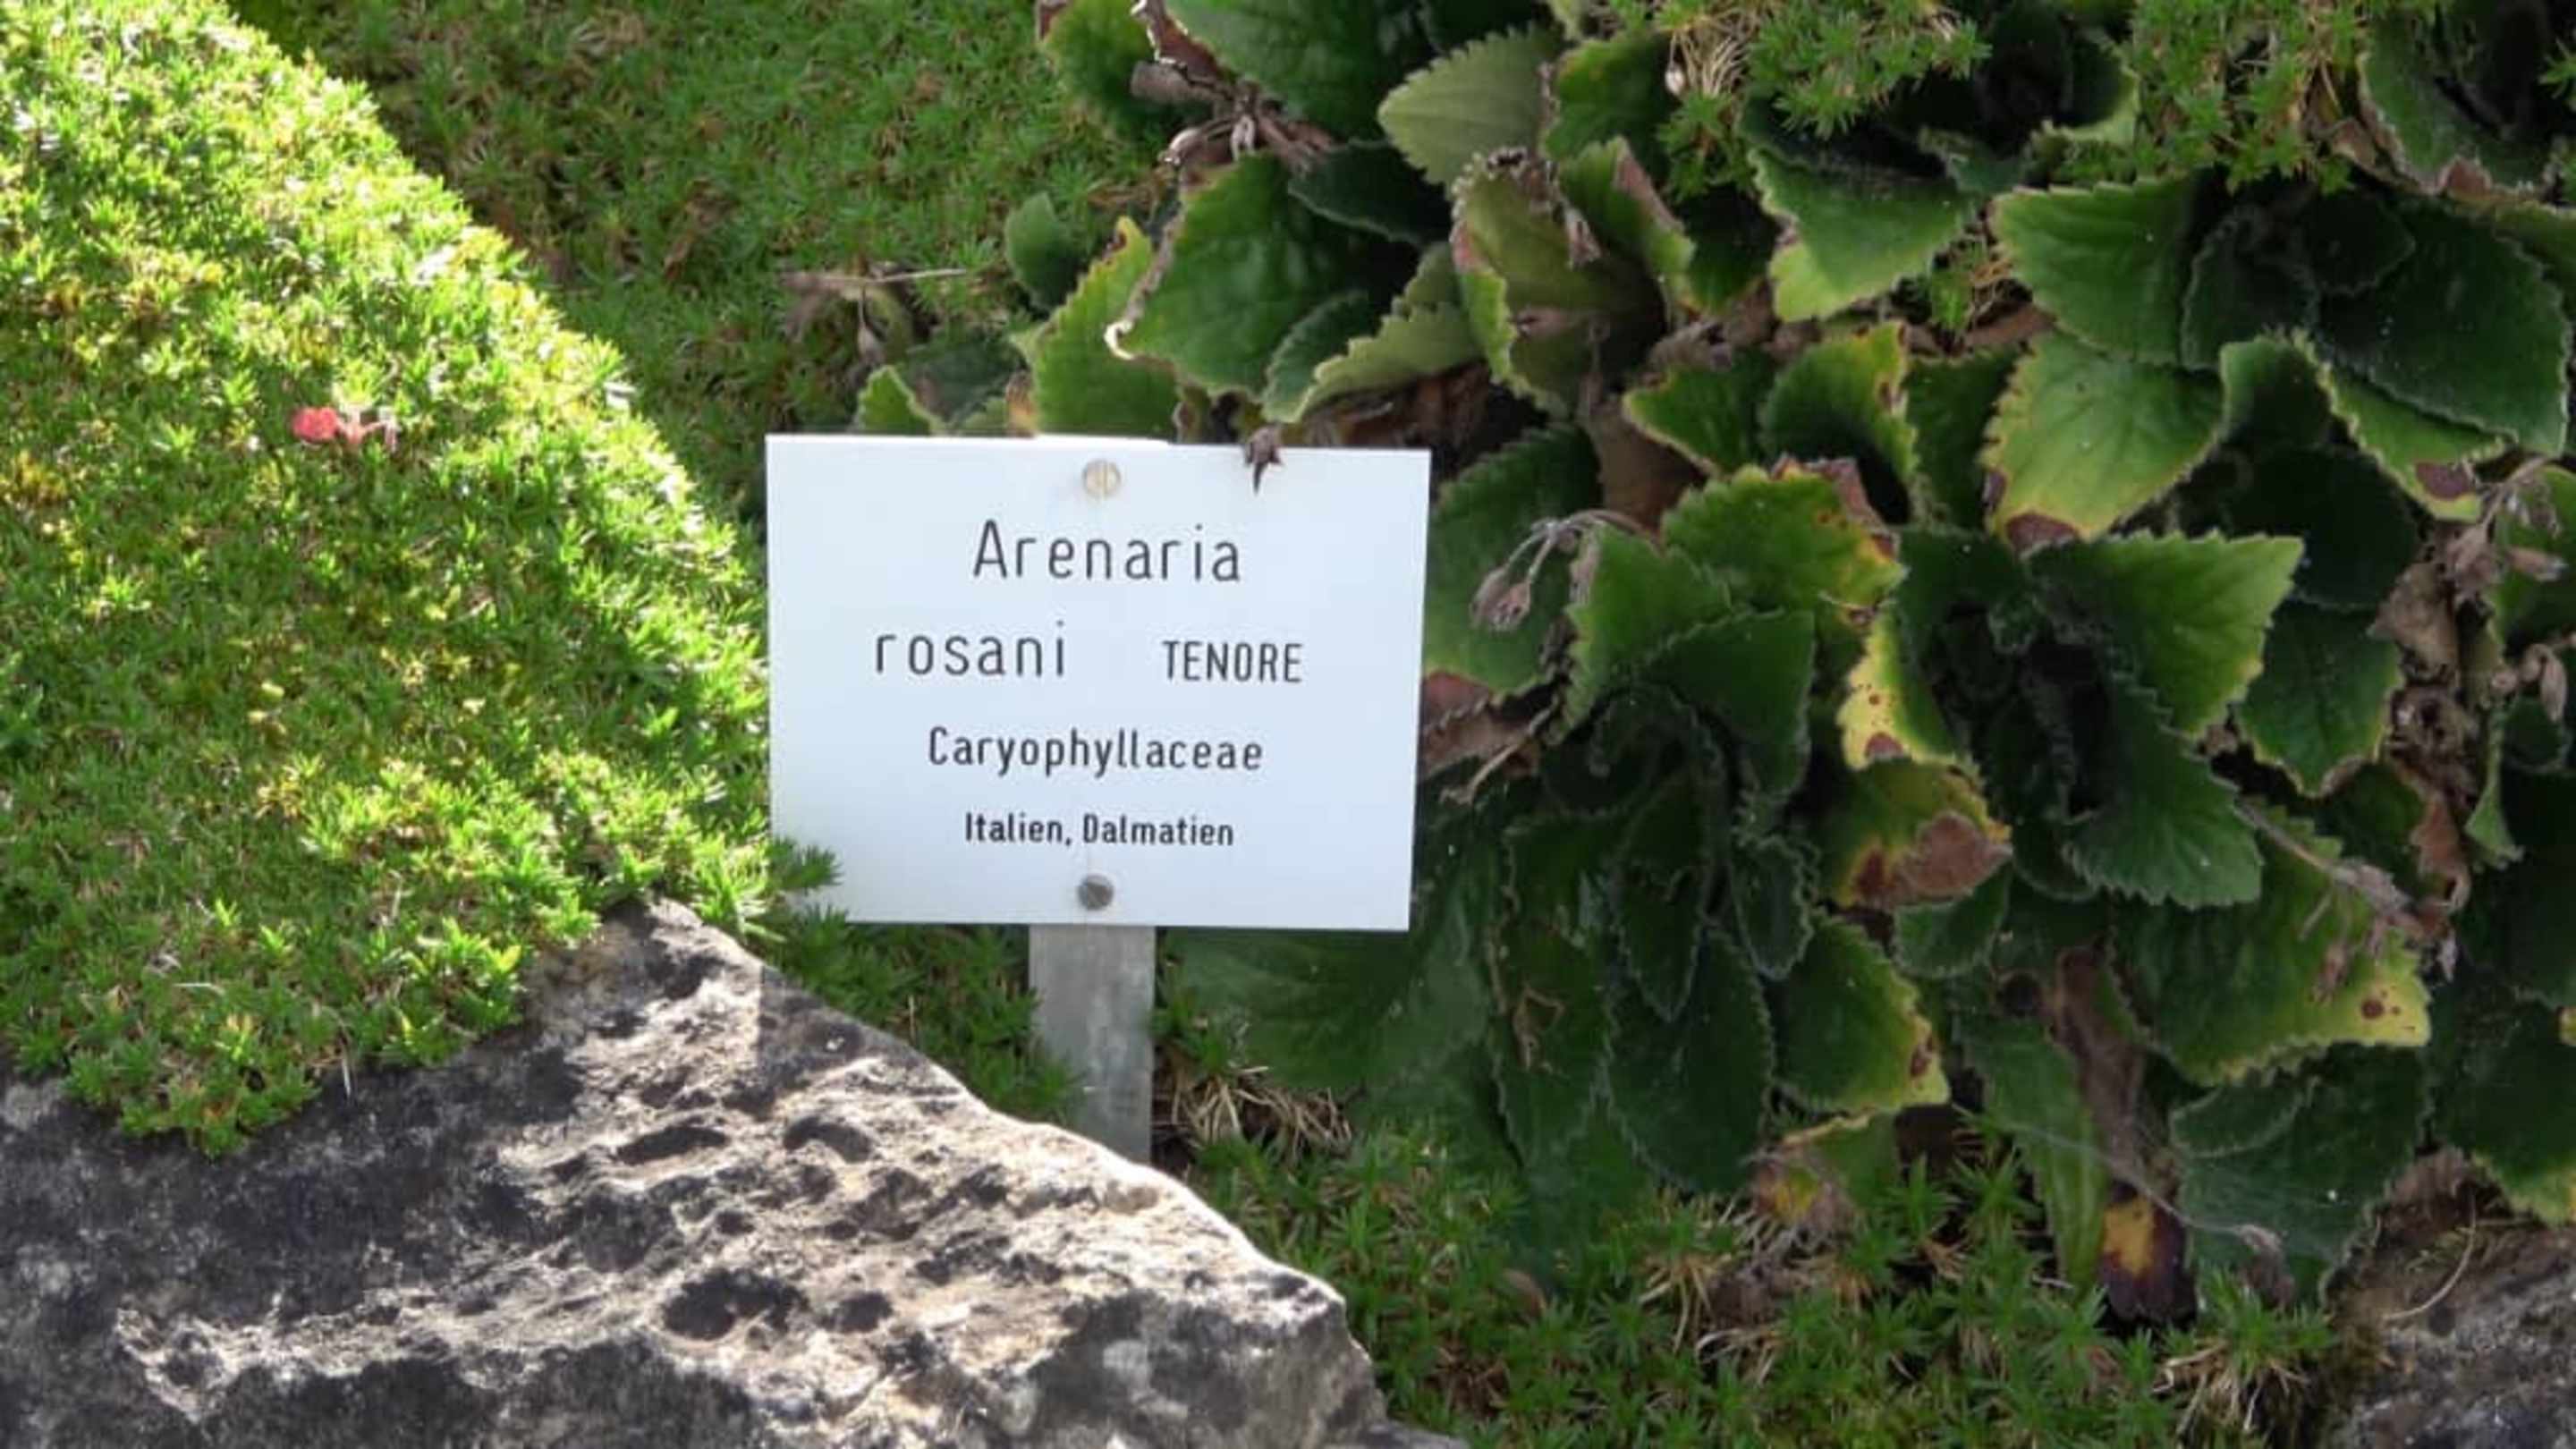 Arenaria
rosani TENORE
Caryophyllaceae
Italien, Dalmatien